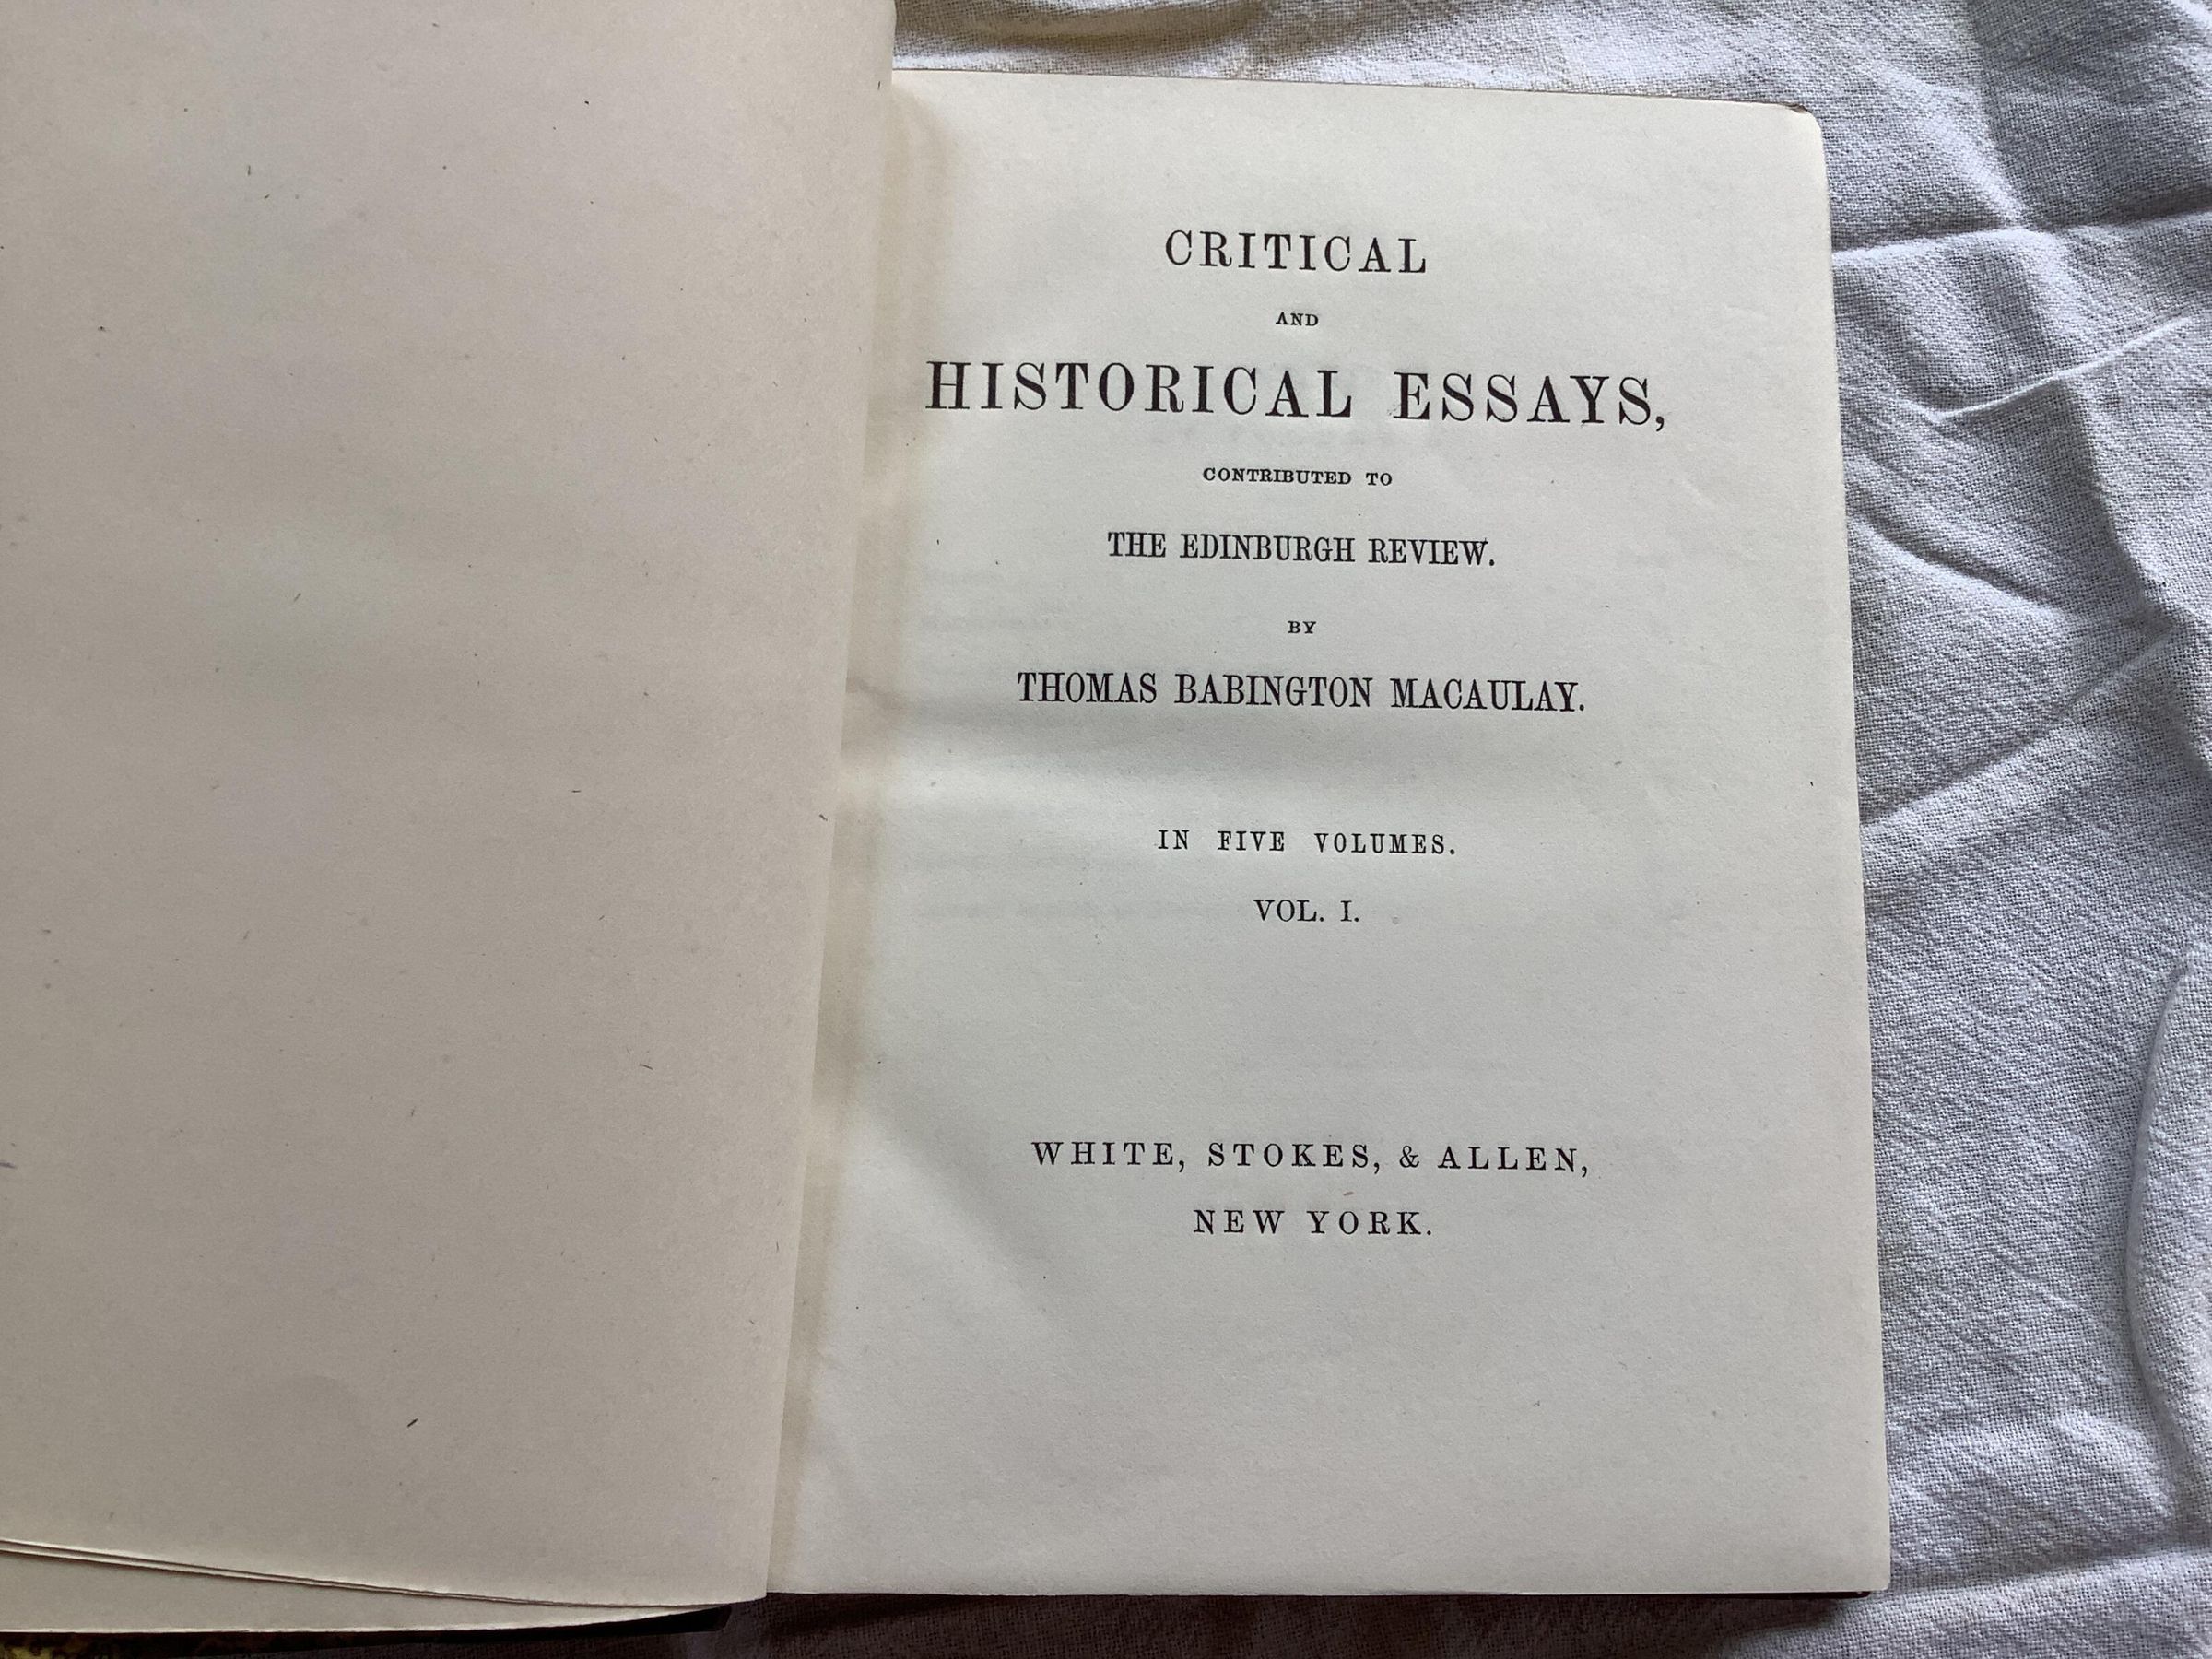 CRITICAL
AND
HISTORICAL ESSAYS,
CONTRIBUTED TO
THE EDINBURGH REVIEW.
BY
THOMAS BABINGTON MACAULAY.
IN FIVE VOLUMES.
VOL. I.
WHITE, STOKES, & ALLEN,
NEW YORK.